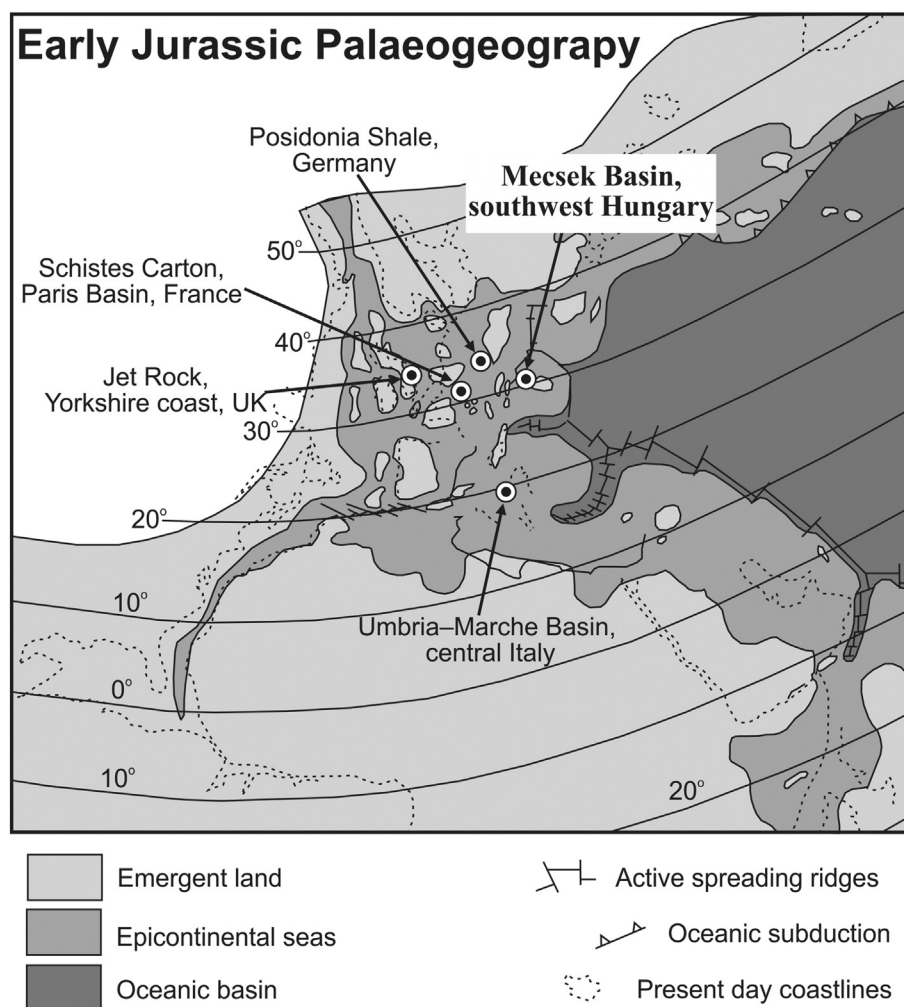 Early Jurassic Palaeogeograpy
Posidonia Shale,
Germany
Mecsek Basin,
southwest Hungary
50°
Schistes Carton,
Paris Basin, France
40°
Jet Rock,
Yorkshire coast, UK
30°
20°
10°
Umbria–Marche Basin,
central Italy
0°
10°
20°
Emergent land
Active spreading ridges
Epicontinental seas
Oceanic subduction
Oceanic basin
Present day coastlines